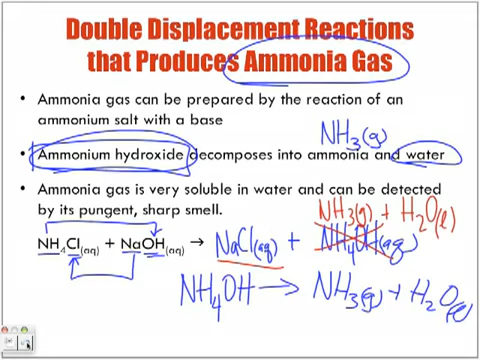 Double Displacement Reactions
that Produces Ammonia Gas
• Ammonia gas can be prepared by the reaction of an
ammonium salt with a base
NH₃(g)
• Ammonium hydroxide decomposes into ammonia and water
• Ammonia gas is very soluble in water and can be detected
by its pungent, sharp smell.
NH₃(g) + H₂O(l)
NH₄Cl(aq) + NaOH(aq) → NaCl(aq) + NH₄OH(aq)
NH₄OH → NH₃(g) + H₂O(l)